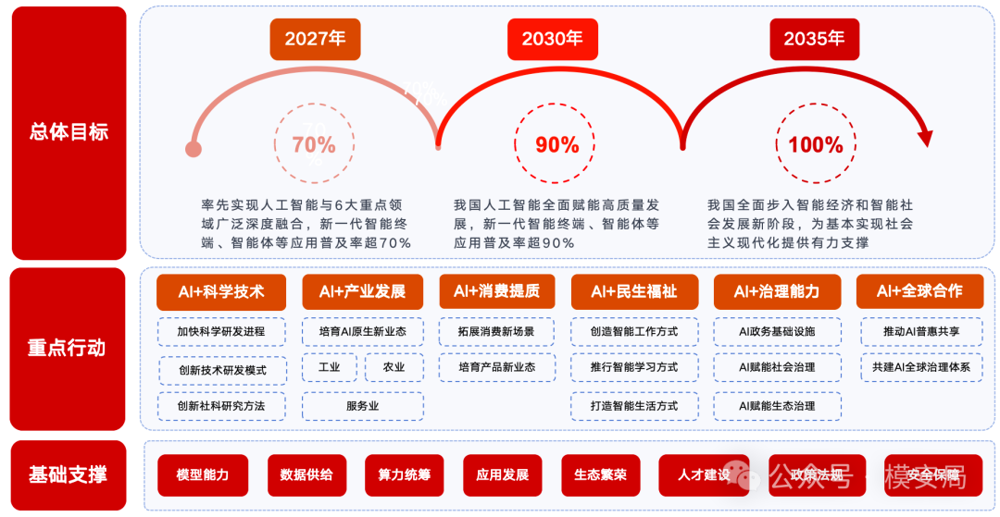 总体目标
2027年
2030年
2035年
70%
70%
90%
100%
率先实现人工智能与6大重点领
域广泛深度融合，新一代智能终
端、智能体等应用普及率超70%
我国人工智能全面赋能高质量发
展，新一代智能终端、智能体等
应用普及率超90%
我国全面步入智能经济和智能社
会发展新阶段，为基本实现社会
主义现代化提供有力支撑
重点行动
AI+科学技术
加快科学研发进程
创新技术研发模式
创新社科研究方法
AI+产业发展
培育AI原生新业态
工业
农业
服务业
AI+消费提质
拓展消费新场景
培育产品新业态
AI+民生福祉
创造智能工作方式
推行智能学习方式
打造智能生活方式
AI+治理能力
AI政务基础设施
AI赋能社会治理
AI赋能生态治理
AI+全球合作
推动AI普惠共享
共建AI全球治理体系
基础支撑
模型能力
数据供给
算力统筹
应用发展
生态繁荣
人才建设
政策法规
安全保障
公众号·模安局